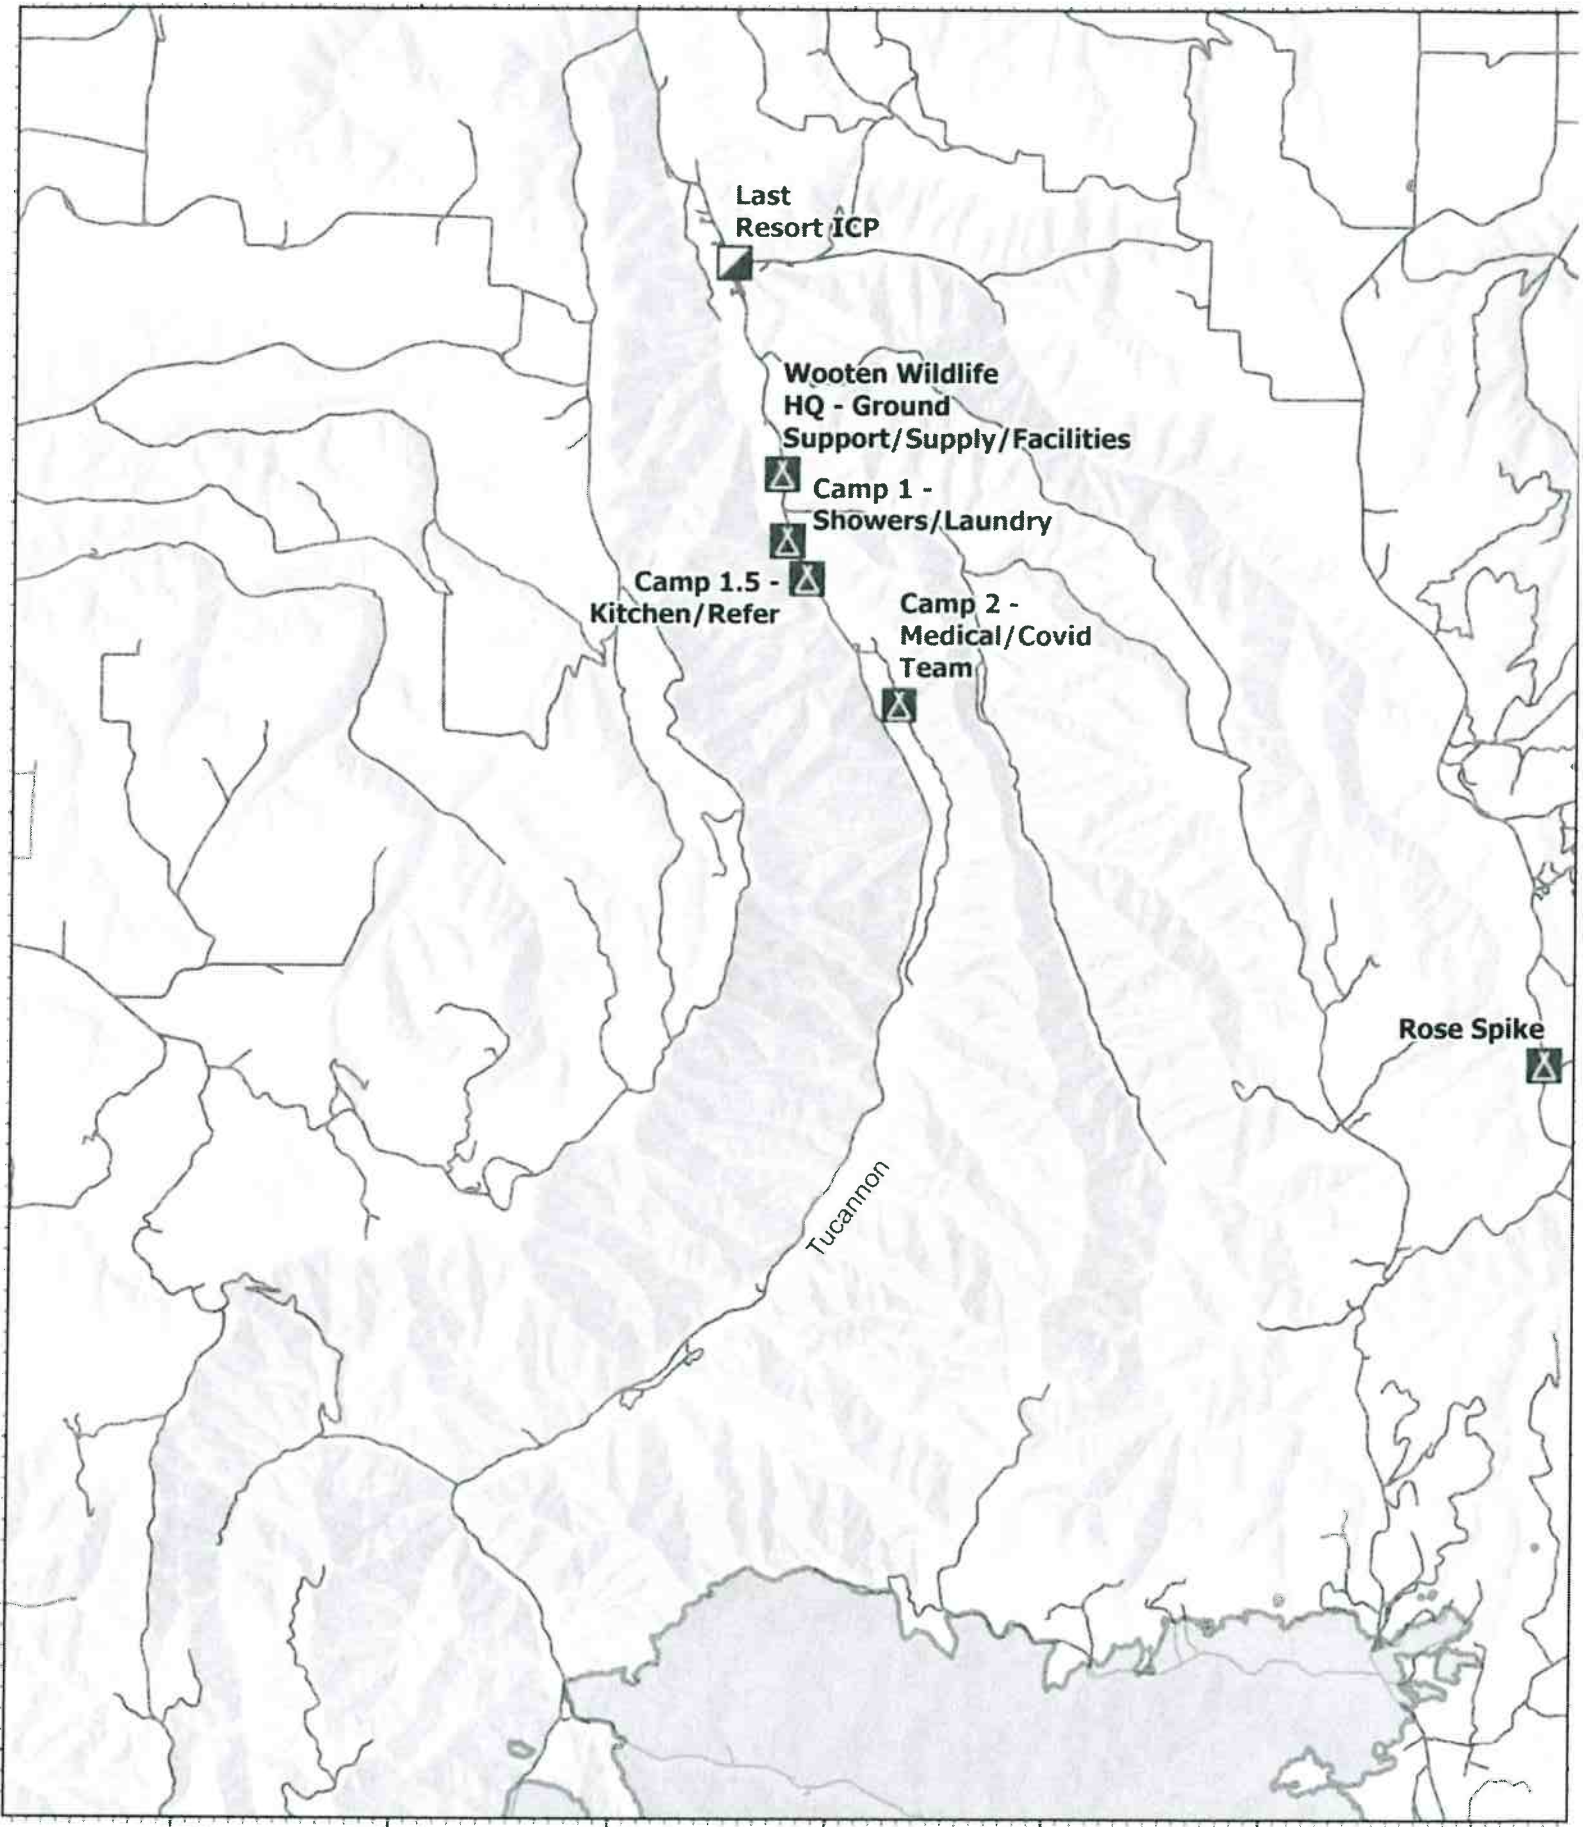 Last
Resort ICP
Wooten Wildlife
HQ - Ground
Support/Supply/Facilities
Camp 1 -
Showers/Laundry
Camp 1.5 -
Kitchen/Refer
Camp 2 -
Medical/Covid
Team
Rose Spike
Tucannon